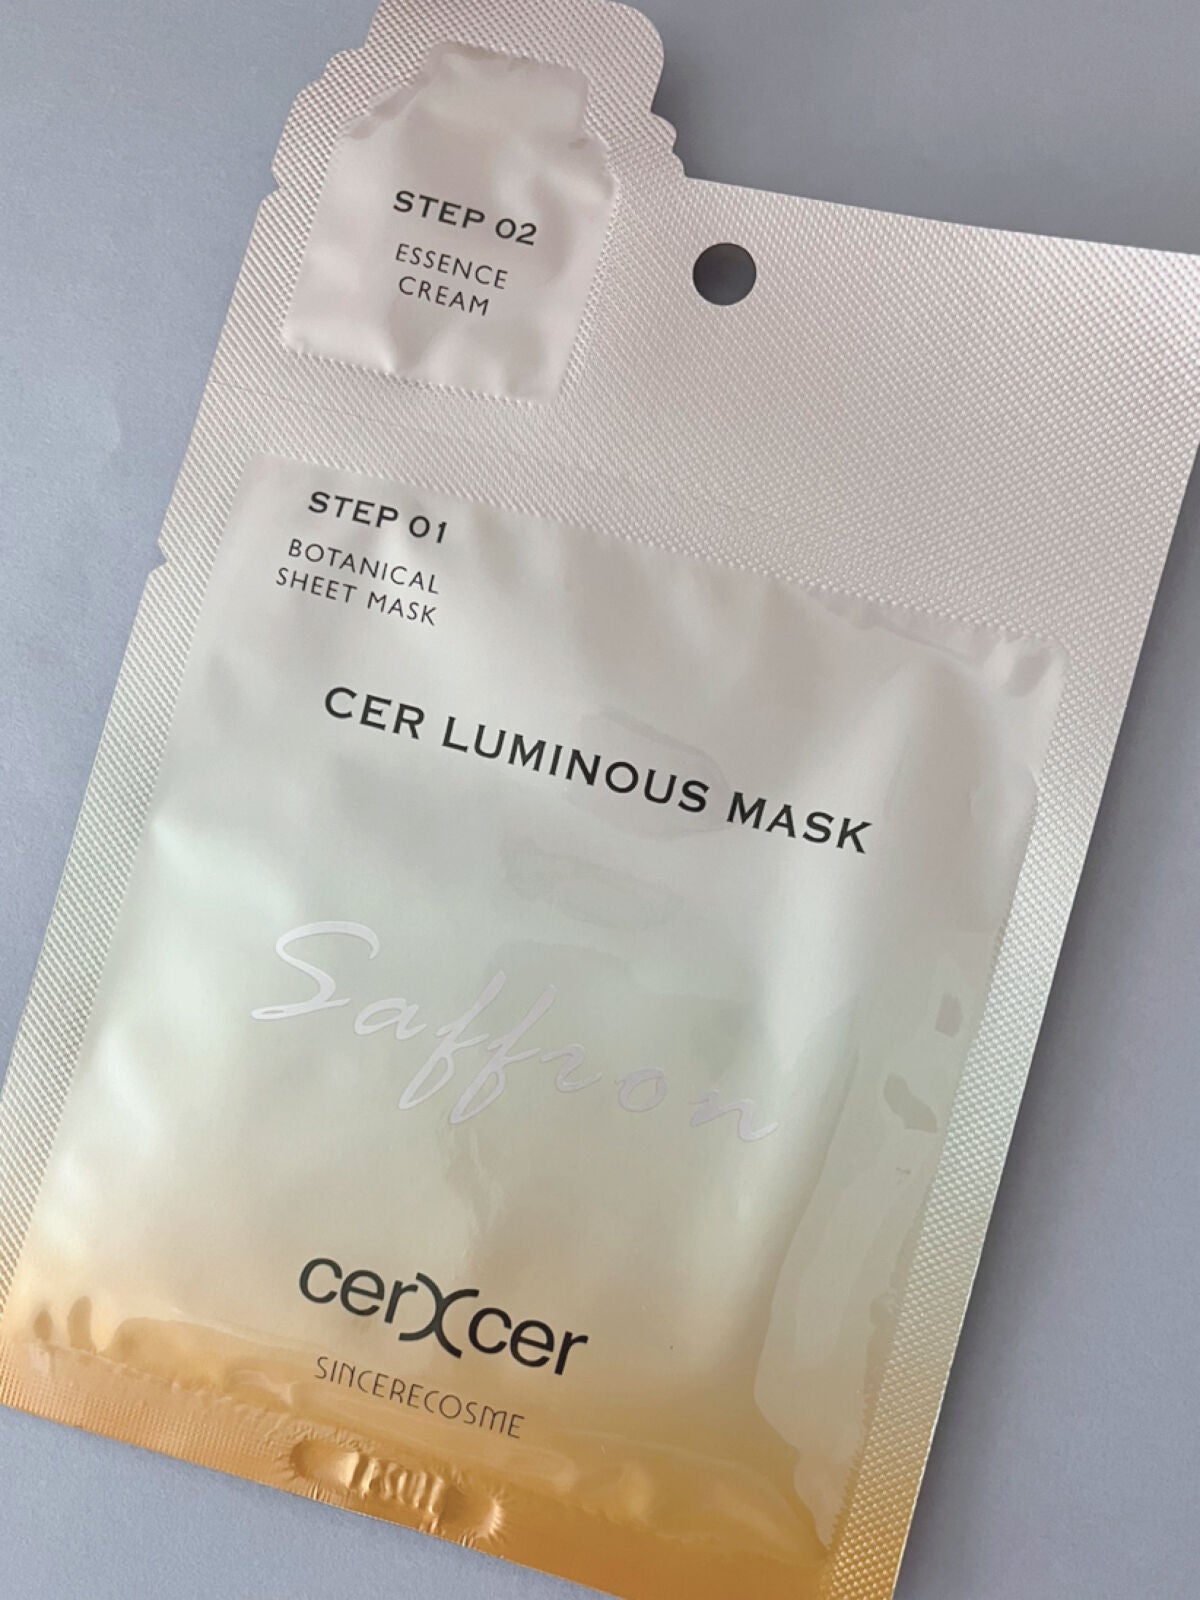 STEP 02
ESSENCE
CREAM
STEP 01
BOTANICAL
SHEET MASK
CER LUMINOUS MASK
Saffron
cerXcer
SINCERECOSME